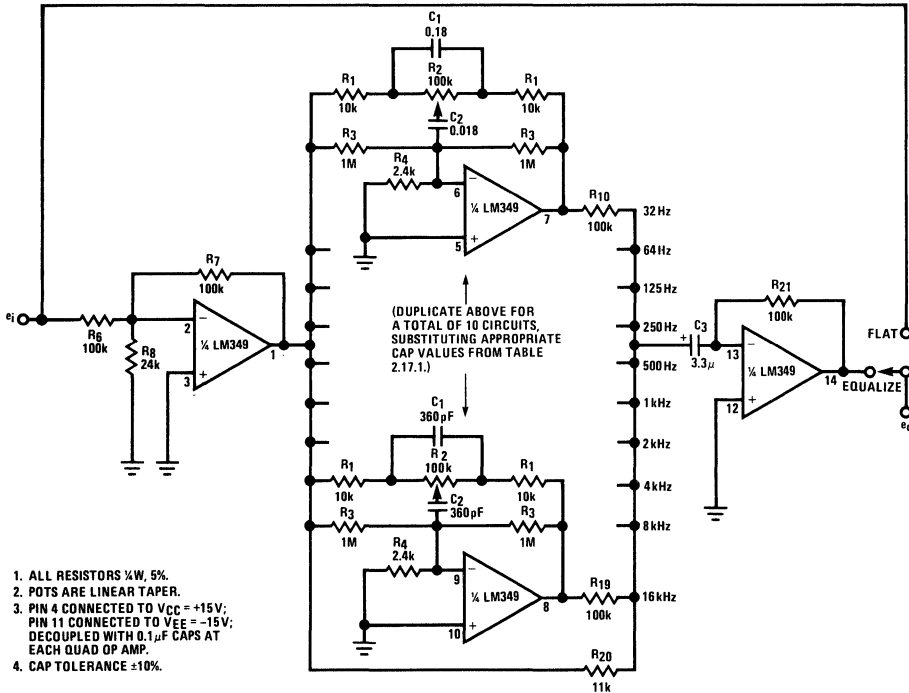 C1
0.18
R1
10k
R2
100k
R1
10k
C2
0.018
R3
1M
R3
1M
R4
2.4k
−
6
¼ LM349
7
5
+
R10
100k
32 Hz
64 Hz
125 Hz
250 Hz
500 Hz
1 kHz
2 kHz
4 kHz
8 kHz
16 kHz
(DUPLICATE ABOVE FOR
A TOTAL OF 10 CIRCUITS,
SUBSTITUTING APPROPRIATE
CAP VALUES FROM TABLE
2.17.1.)
ei
R6
100k
R7
100k
R8
24k
−
2
¼ LM349
1
3
+
+
C3
3.3μ
R21
100k
−
13
¼ LM349
14
12
+
FLAT
EQUALIZE
C1
360pF
R1
10k
R2
100k
R1
10k
C2
360pF
R3
1M
R3
1M
R4
2.4k
−
9
¼ LM349
8
10
+
R19
100k
R20
11k
1. ALL RESISTORS ¼W, 5%.
2. POTS ARE LINEAR TAPER.
3. PIN 4 CONNECTED TO VCC = +15V;
PIN 11 CONNECTED TO VEE = −15V;
DECOUPLED WITH 0.1μF CAPS AT
EACH QUAD OP AMP.
4. CAP TOLERANCE ±10%.